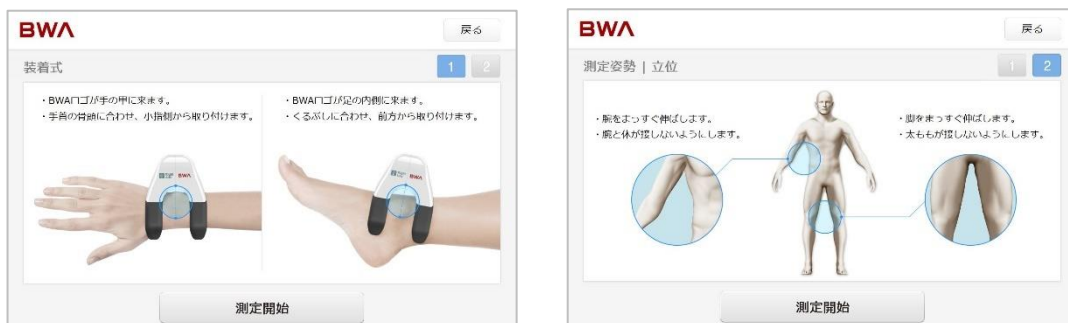 BWA
戻る
装着式
1 2
・BWAロゴが手の甲に来ます。
・手首の骨頭に合わせ、小指側から取り付けます。
・BWAロゴが足の内側に来ます。
・くるぶしに合わせ、前方から取り付けます。
BWA
BWA
測定開始
BWA
戻る
測定姿勢 | 立位
1 2
・腕をまっすぐ伸ばします。
・腕と体が接しないようにします。
・脚をまっすぐ伸ばします。
・太ももが接しないようにします。
測定開始